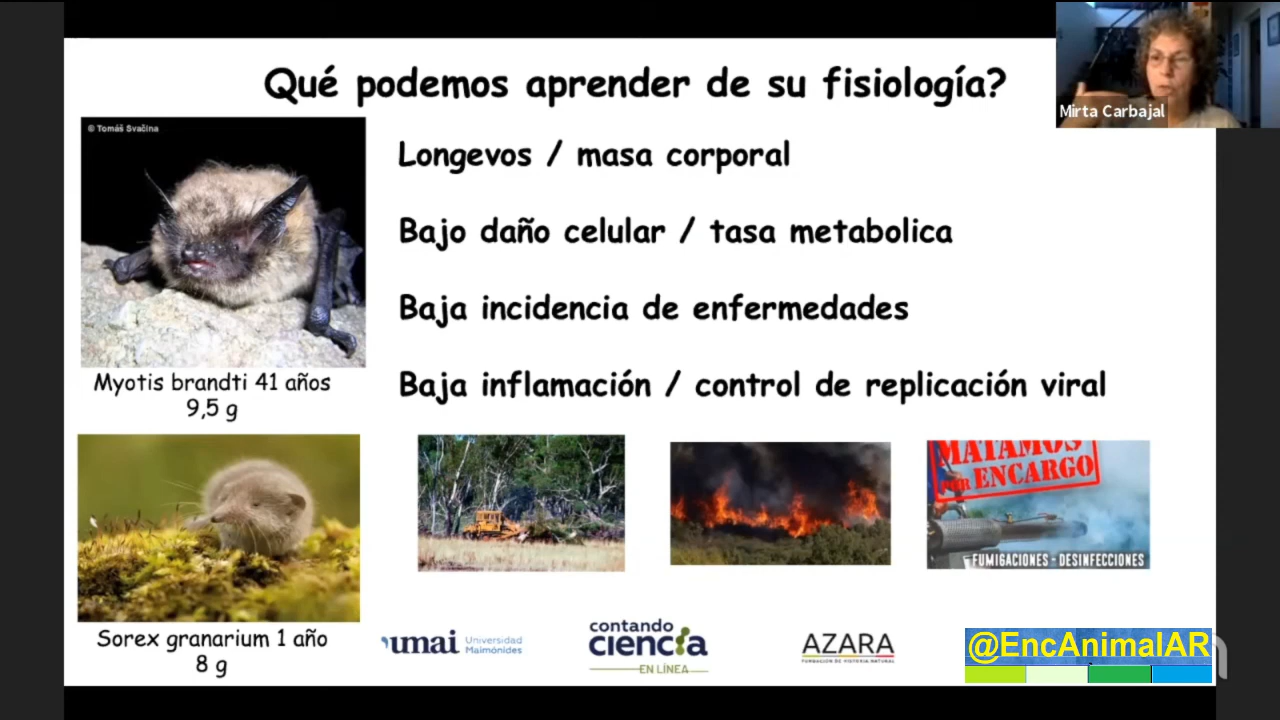 Qué podemos aprender de su fisiología?
Mirta Carbajal
© Tomáš Svačina
Longevos / masa corporal
Bajo daño celular / tasa metabolica
Baja incidencia de enfermedades
Baja inflamación / control de replicación viral
Myotis brandti 41 años
9,5 g
MATAMOS
POR ENCARGO
FUMIGACIONES - DESINFECCIONES
Sorex granarium 1 año
8 g
umai Universidad
Maimónides
contando
ciencia
EN LÍNEA
AZARA
FUNDACIÓN DE HISTORIA NATURAL
@EncAnimalAR